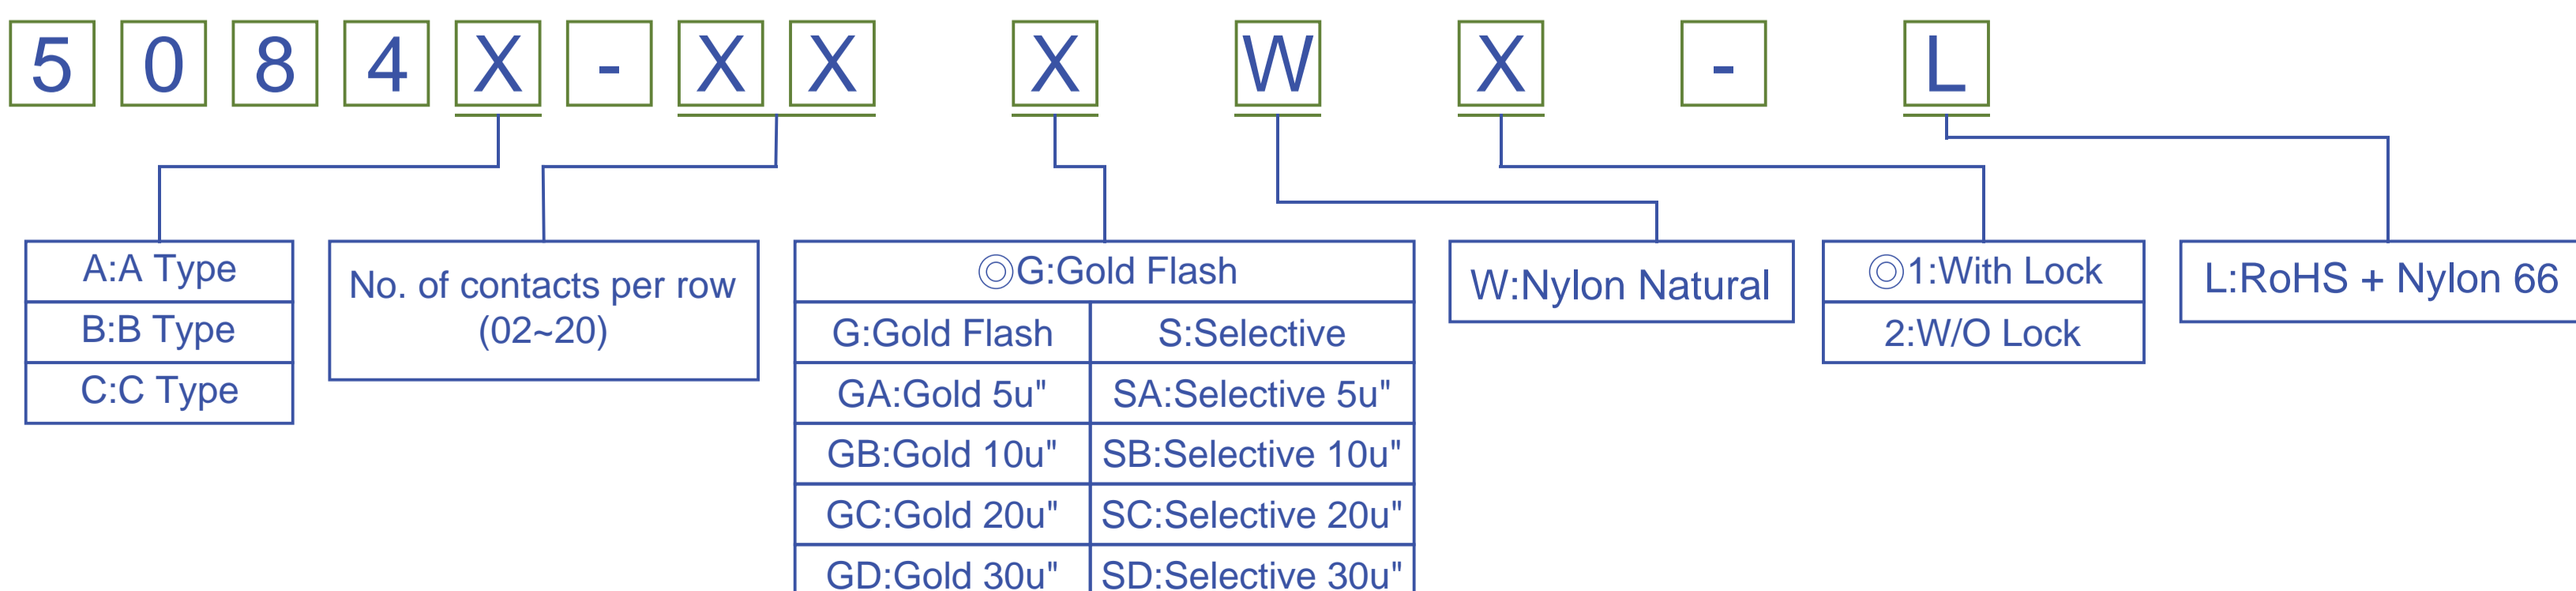 5 0 8 4 X - X X X W X - L
A:A Type
B:B Type
C:C Type
No. of contacts per row
(02~20)
◎G:Gold Flash
G:Gold Flash S:Selective
GA:Gold 5u" SA:Selective 5u"
GB:Gold 10u" SB:Selective 10u"
GC:Gold 20u" SC:Selective 20u"
GD:Gold 30u" SD:Selective 30u"
W:Nylon Natural
◎1:With Lock
2:W/O Lock
L:RoHS + Nylon 66